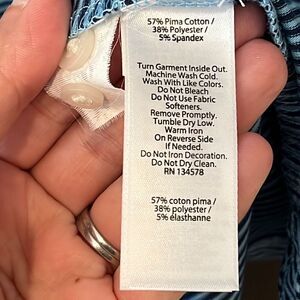 57% Pima Cotton /
38% Polyester /
5% Spandex
Turn Garment Inside Out.
Machine Wash Cold.
Wash With Like Colors.
Do Not Bleach
Do Not Use Fabric
Softeners.
Remove Promptly.
Tumble Dry Low.
Warm Iron
On Reverse Side
If Needed.
Do Not Iron Decoration.
Do Not Dry Clean.
RN 134578
57% coton pima /
38% polyester /
5% élasthanne